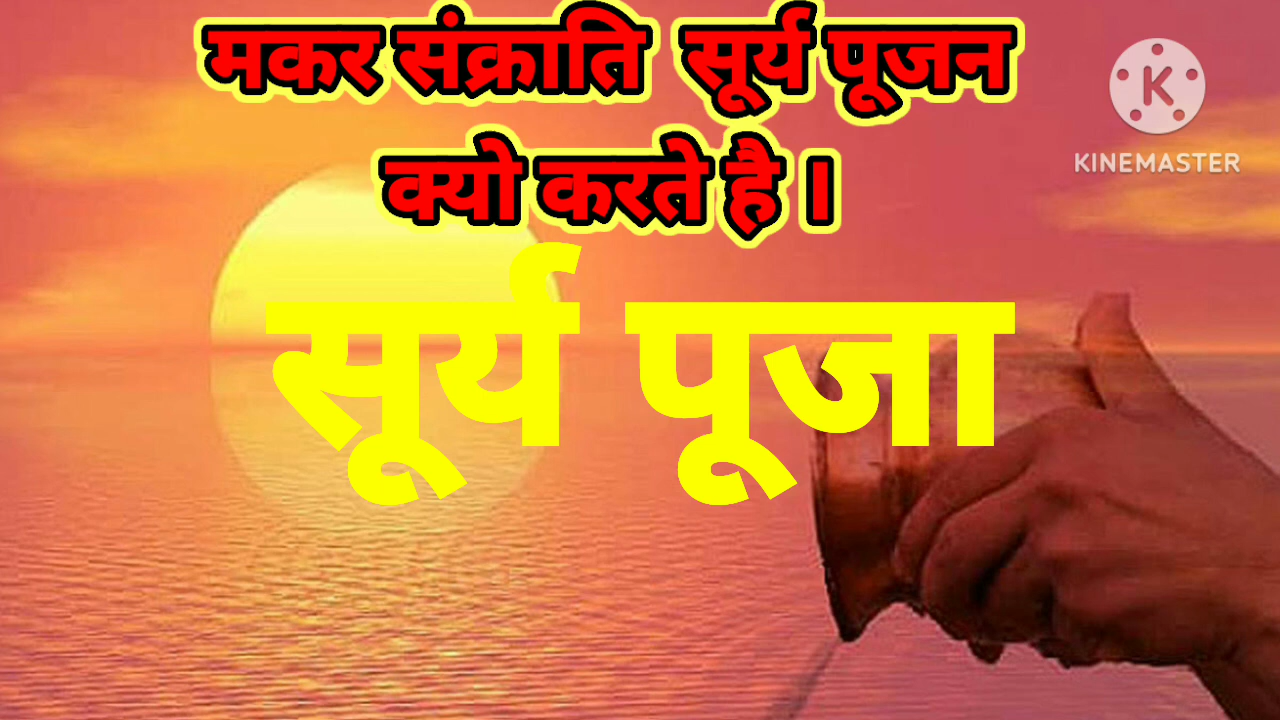 मकर संक्राति सूर्य पूजन
क्यो करते है ।
सूर्य पूजा
K
KINEMASTER